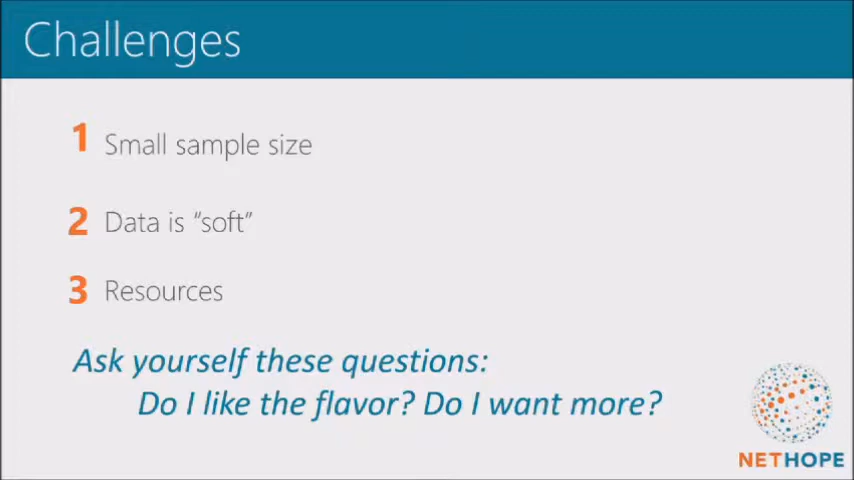 Challenges
1 Small sample size
2 Data is “soft”
3 Resources
Ask yourself these questions:
Do I like the flavor? Do I want more?
NETHOPE